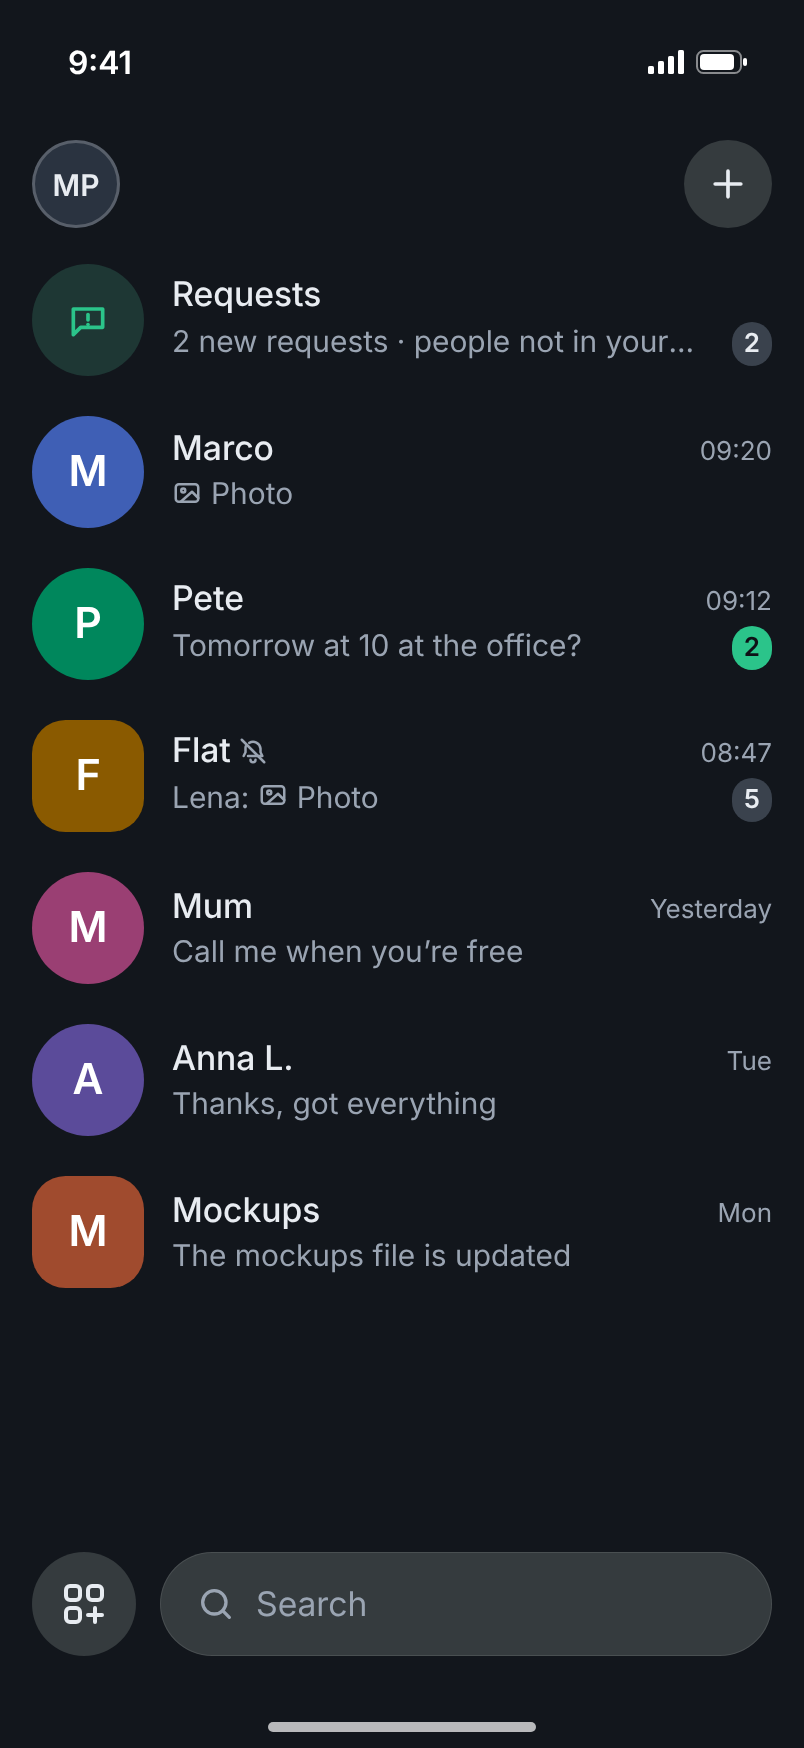 9:41
MP
Requests
2 new requests · people not in your...
2
M
Marco
09:20
Photo
P
Pete
09:12
Tomorrow at 10 at the office?
2
F
Flat
08:47
Lena: Photo
5
M
Mum
Yesterday
Call me when you’re free
A
Anna L.
Tue
Thanks, got everything
M
Mockups
Mon
The mockups file is updated
Search